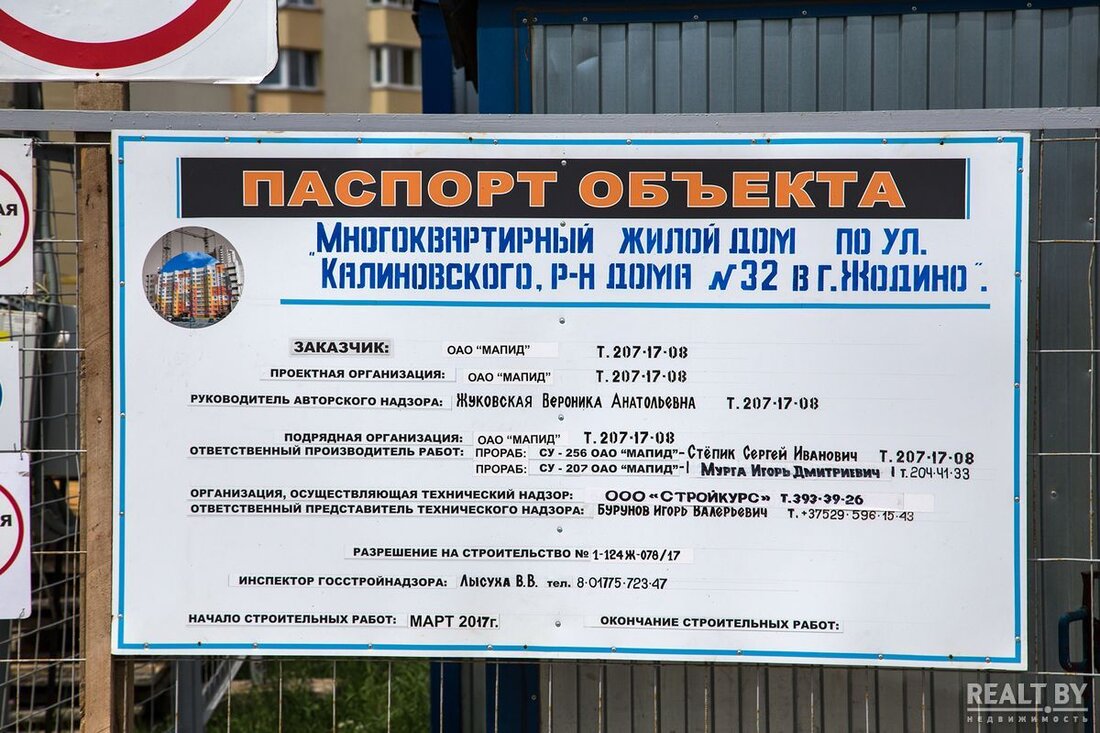 ПАСПОРТ ОБЪЕКТА
"Многоквартирный жилой дом по ул.
Калиновского, р-н дома №32 в г.Жодино".
ЗАКАЗЧИК: ОАО "МАПИД" Т.207-17-08
ПРОЕКТНАЯ ОРГАНИЗАЦИЯ: ОАО "МАПИД" Т.207-17-08
РУКОВОДИТЕЛЬ АВТОРСКОГО НАДЗОРА: Жуковская Вероника Анатольевна Т.207-17-08
ПОДРЯДНАЯ ОРГАНИЗАЦИЯ: ОАО "МАПИД" Т.207-17-08
ОТВЕТСТВЕННЫЙ ПРОИЗВОДИТЕЛЬ РАБОТ: ПРОРАБ: СУ - 256 ОАО "МАПИД"-Стёпик Сергей Иванович Т.207-17-08
ПРОРАБ: СУ - 207 ОАО "МАПИД"- Мурга Игорь Дмитриевич т.204-41-33
ОРГАНИЗАЦИЯ, ОСУЩЕСТВЛЯЮЩАЯ ТЕХНИЧЕСКИЙ НАДЗОР: ООО «СТРОЙКУРС» Т.393-39-26
ОТВЕТСТВЕННЫЙ ПРЕДСТАВИТЕЛЬ ТЕХНИЧЕСКОГО НАДЗОРА: Бурунов Игорь Валерьевич Т.+37529-596-15-43
РАЗРЕШЕНИЕ НА СТРОИТЕЛЬСТВО № 1-124Ж-078/17
ИНСПЕКТОР ГОССТРОЙНАДЗОРА: Лысуха В.В. тел. 8-01775-723-47
НАЧАЛО СТРОИТЕЛЬНЫХ РАБОТ: МАРТ 2017г. ОКОНЧАНИЕ СТРОИТЕЛЬНЫХ РАБОТ:
REALT.BY
НЕДВИЖИМОСТЬ